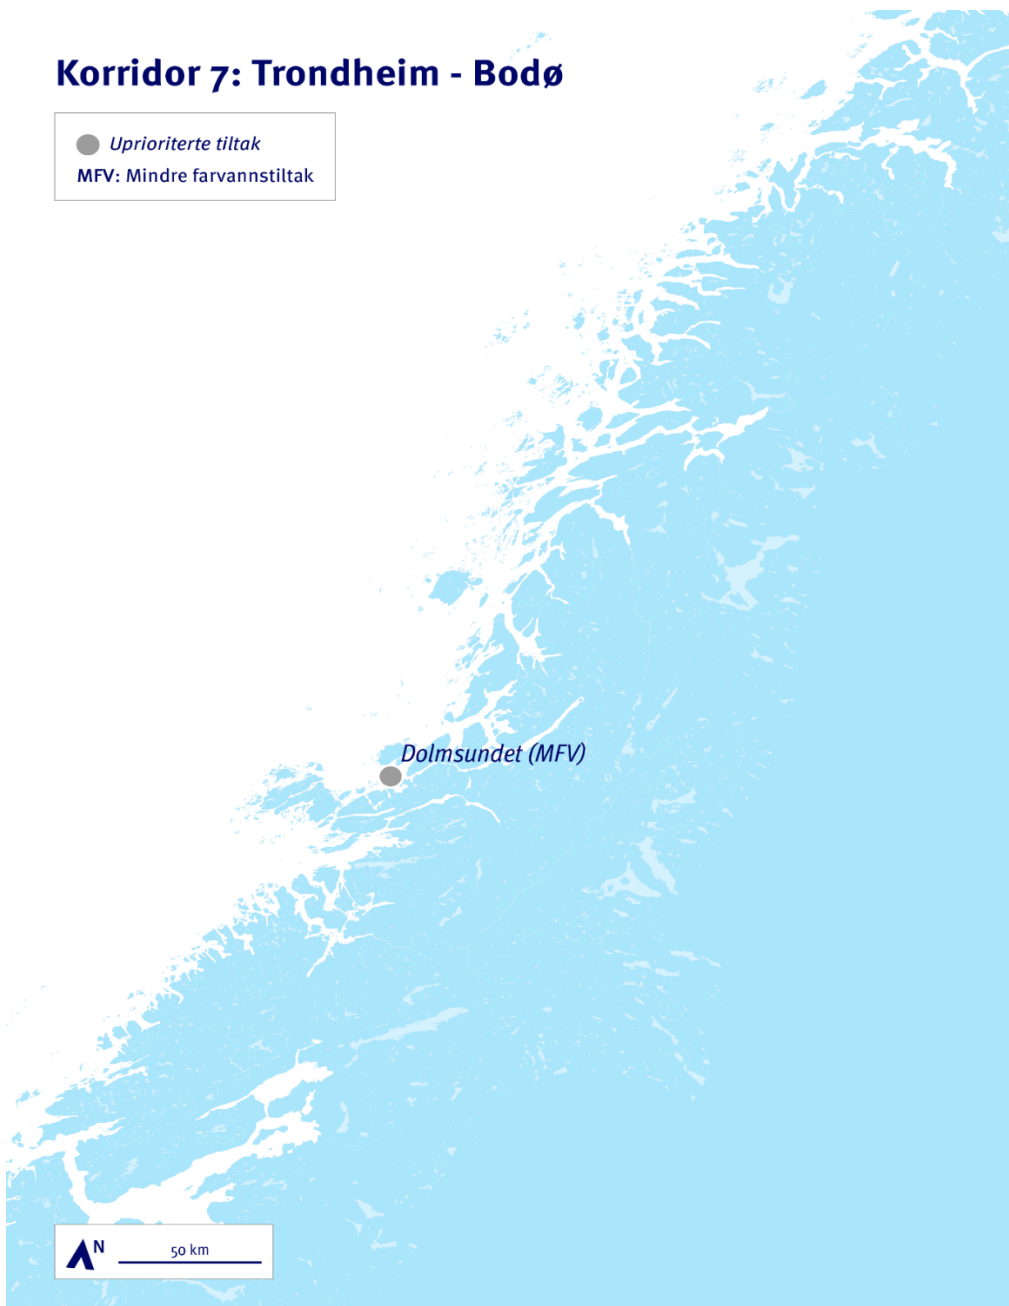 Korridor 7: Trondheim - Bodø
Uprioriterte tiltak
MFV: Mindre farvannstiltak
Dolmsundet (MFV)
N
50 km